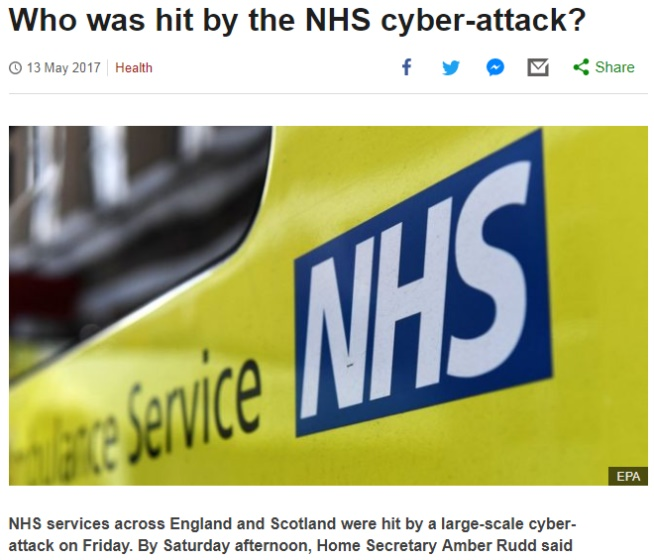 Who was hit by the NHS cyber-attack?
13 May 2017 Health Share
NHS
Ambulance Service
EPA
NHS services across England and Scotland were hit by a large-scale cyber-
attack on Friday. By Saturday afternoon, Home Secretary Amber Rudd said